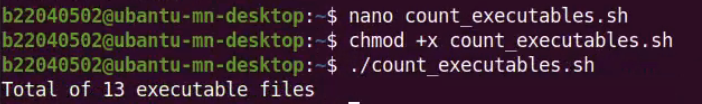 b22040502@ubantu-mn-desktop:~$ nano count_executables.sh
b22040502@ubantu-mn-desktop:~$ chmod +x count_executables.sh
b22040502@ubantu-mn-desktop:~$ ./count_executables.sh
Total of 13 executable files